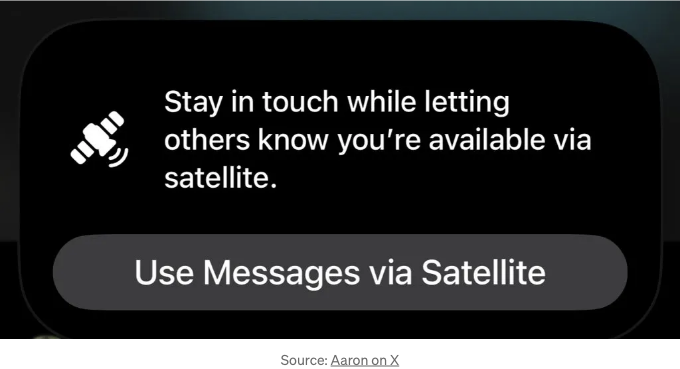 Stay in touch while letting
others know you’re available via
satellite.
Use Messages via Satellite
Source: Aaron on X